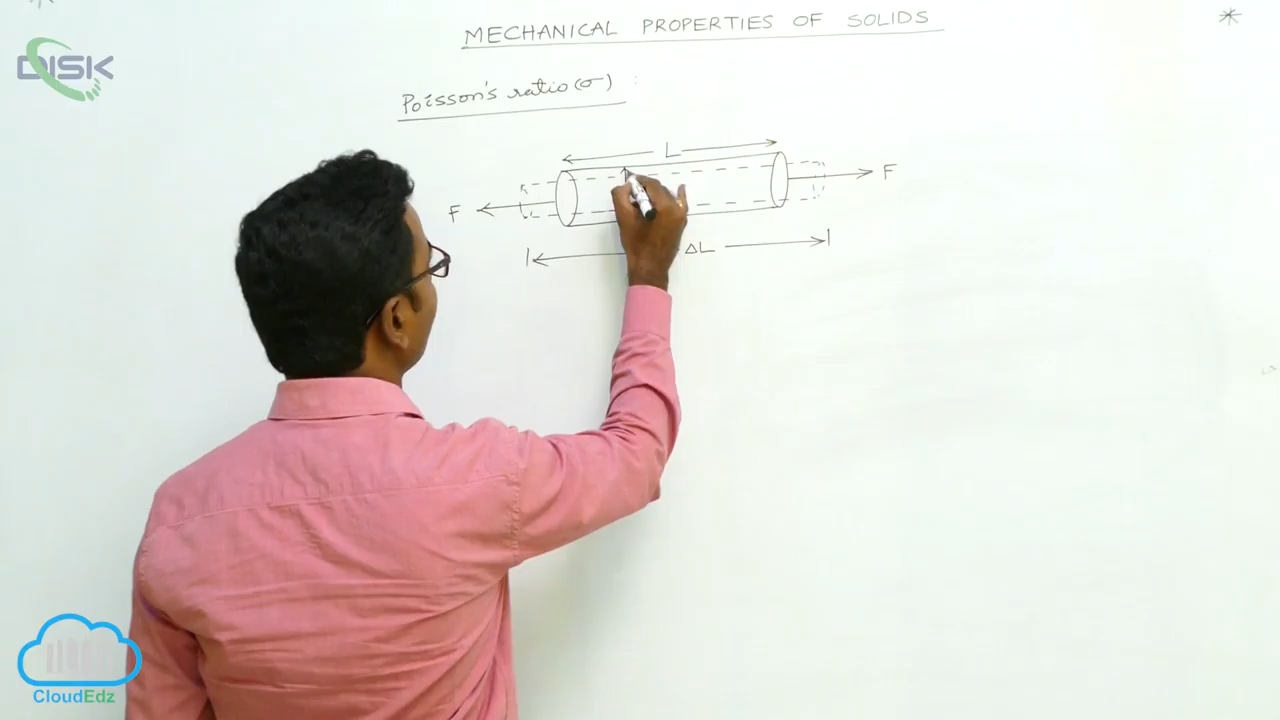 MECHANICAL PROPERTIES OF SOLIDS
DISK
Poisson's ratio (σ) :
L
F
F
ΔL
CloudEdz